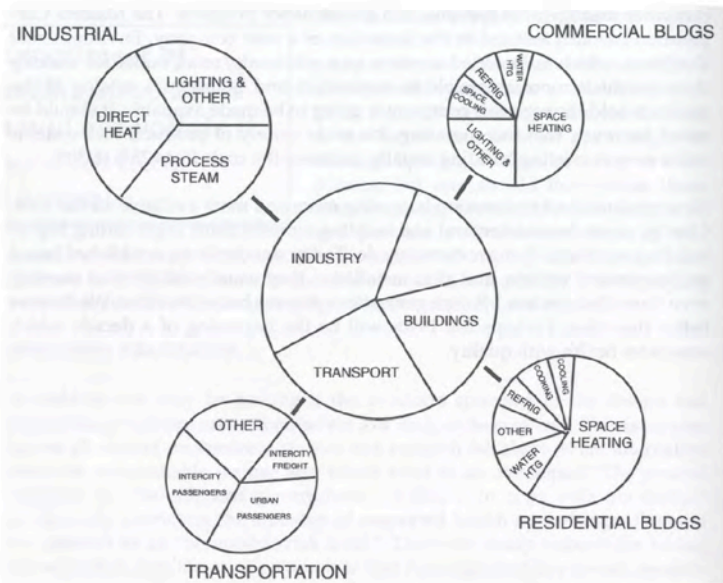 INDUSTRIAL
LIGHTING &
OTHER
DIRECT
HEAT
PROCESS
STEAM
COMMERCIAL BLDGS
WATER
HTG
REFRIG
SPACE
COOLING
LIGHTING &
OTHER
SPACE
HEATING
INDUSTRY
BUILDINGS
TRANSPORT
OTHER
INTERCITY
FREIGHT
INTERCITY
PASSENGERS
URBAN
PASSENGERS
TRANSPORTATION
COOLING
COOKING
REFRIG
OTHER
WATER
HTG
SPACE
HEATING
RESIDENTIAL BLDGS